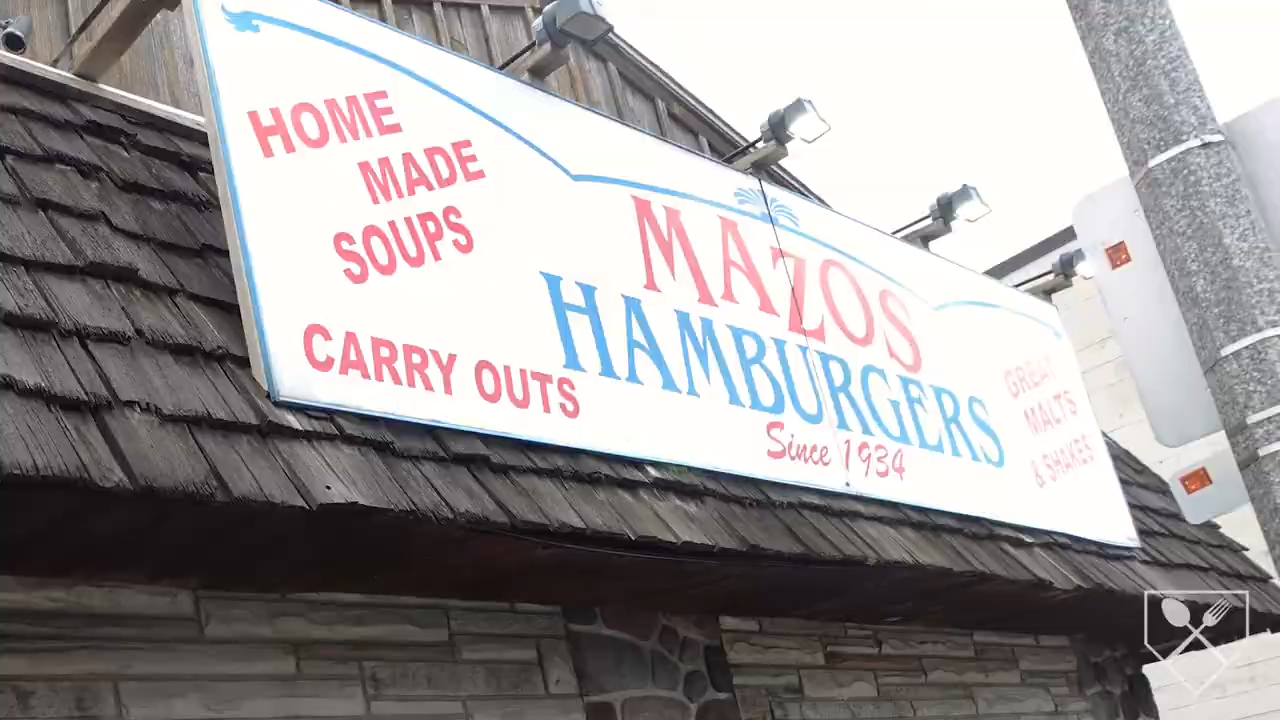 HOME
MADE
SOUPS
CARRY OUTS
MAZOS
HAMBURGERS
Since 1934
GREAT
MALTS
& SHAKES